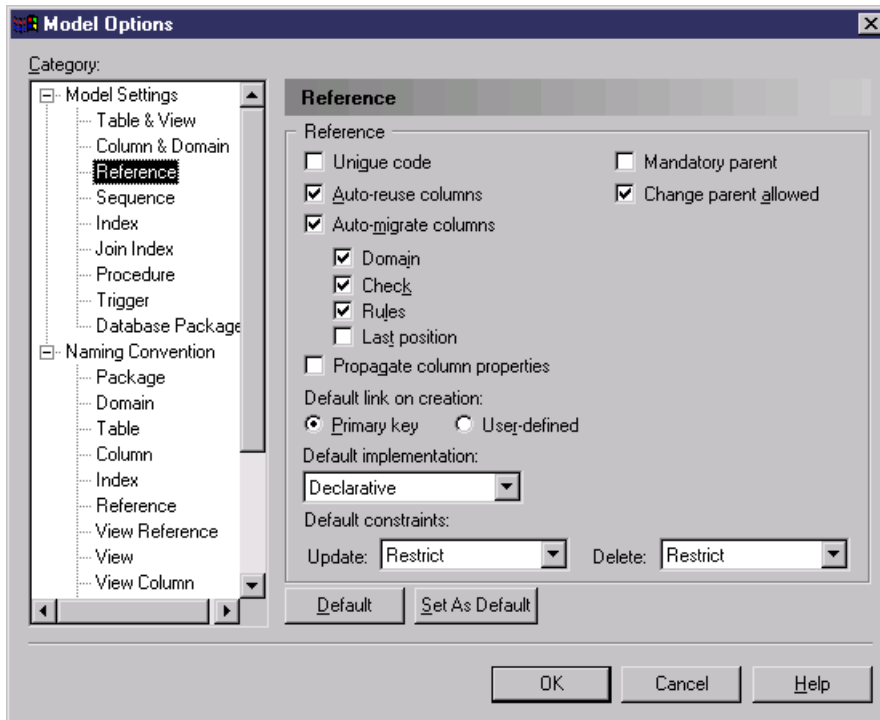 Model Options
Category:
Model Settings
Table & View
Column & Domain
Reference
Sequence
Index
Join Index
Procedure
Trigger
Database Package
Naming Convention
Package
Domain
Table
Column
Index
Reference
View Reference
View
View Column
Reference
Reference
Unique code
Mandatory parent
Auto-reuse columns
Change parent allowed
Auto-migrate columns
Domain
Check
Rules
Last position
Propagate column properties
Default link on creation:
Primary key User-defined
Default implementation:
Declarative
Default constraints:
Update: Restrict Delete: Restrict
Default Set As Default
OK Cancel Help